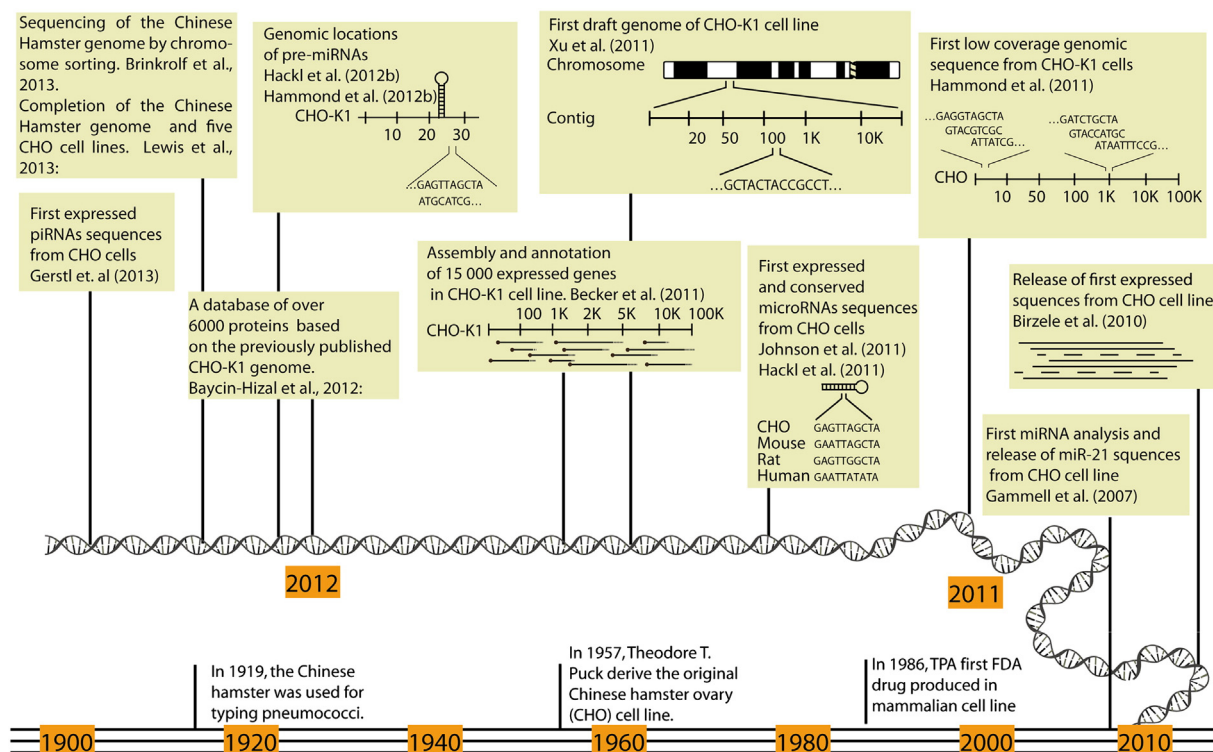 Sequencing of the Chinese
Hamster genome by chromo-
some sorting. Brinkrolf et al.,
2013.
Completion of the Chinese
Hamster genome and five
CHO cell lines. Lewis et al.,
2013:
Genomic locations
of pre-miRNAs
Hackl et al. (2012b)
Hammond et al. (2012b)
CHO-K1
10 20 30
...GAGTTAGCTA
ATGCATCG...
First draft genome of CHO-K1 cell line
Xu et al. (2011)
Chromosome
Contig
20 50 100 1K 10K
...GCTACTACCGCCT...
First low coverage genomic
sequence from CHO-K1 cells
Hammond et al. (2011)
...GAGGTAGCTA
GTACGTCGC
ATTATCG...
...GATCTGCTA
GTACCATGC
ATAATTTCCG...
CHO
10 50 100 1K 10K 100K
First expressed
piRNAs sequences
from CHO cells
Gerstl et. al (2013)
A database of over
6000 proteins based
on the previously published
CHO-K1 genome.
Baycin-Hizal et al., 2012:
Assembly and annotation
of 15 000 expressed genes
in CHO-K1 cell line. Becker et al. (2011)
100 1K 2K 5K 10K 100K
CHO-K1
First expressed
and conserved
microRNAs sequences
from CHO cells
Johnson et al. (2011)
Hackl et al. (2011)
CHO GAGTTAGCTA
Mouse GAATTAGCTA
Rat GAGTTGGCTA
Human GAATTATATA
Release of first expressed
squences from CHO cell line
Birzele et al. (2010)
First miRNA analysis and
release of miR-21 squences
from CHO cell line
Gammell et al. (2007)
2012
2011
In 1919, the Chinese
hamster was used for
typing pneumococci.
In 1957, Theodore T.
Puck derive the original
Chinese hamster ovary
(CHO) cell line.
In 1986, TPA first FDA
drug produced in
mammalian cell line
1900 1920 1940 1960 1980 2000 2010